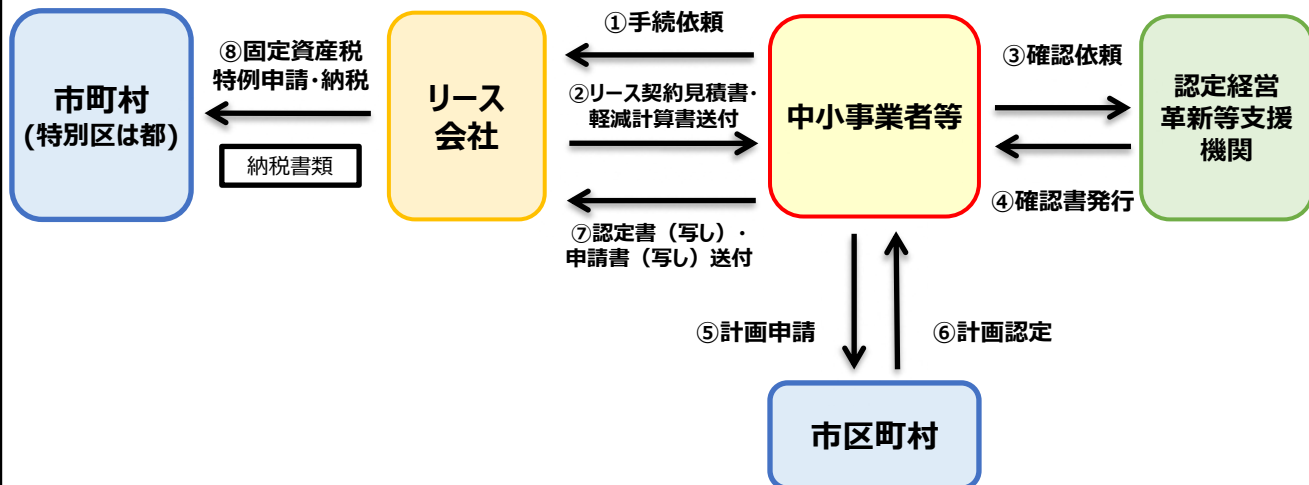 ①手続依頼
⑧固定資産税
特例申請・納税
市町村
(特別区は都)
納税書類
リース
会社
②リース契約見積書・
軽減計算書送付
⑦認定書（写し）・
申請書（写し）送付
中小事業者等
③確認依頼
④確認書発行
認定経営
革新等支援
機関
⑤計画申請
⑥計画認定
市区町村